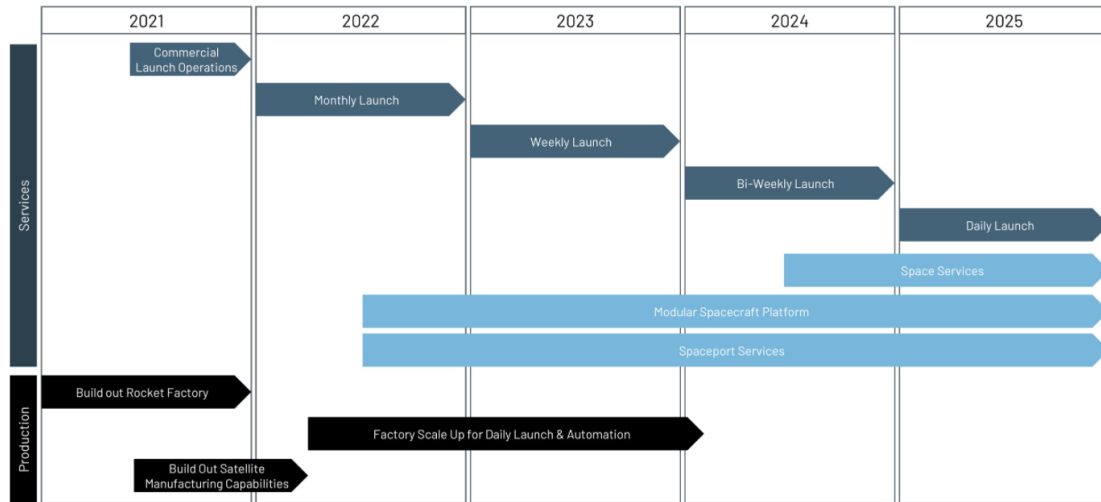 2021 2022 2023 2024 2025
Services
Commercial
Launch Operations
Monthly Launch
Weekly Launch
Bi-Weekly Launch
Daily Launch
Space Services
Modular Spacecraft Platform
Spaceport Services
Production
Build out Rocket Factory
Factory Scale Up for Daily Launch & Automation
Build Out Satellite
Manufacturing Capabilities